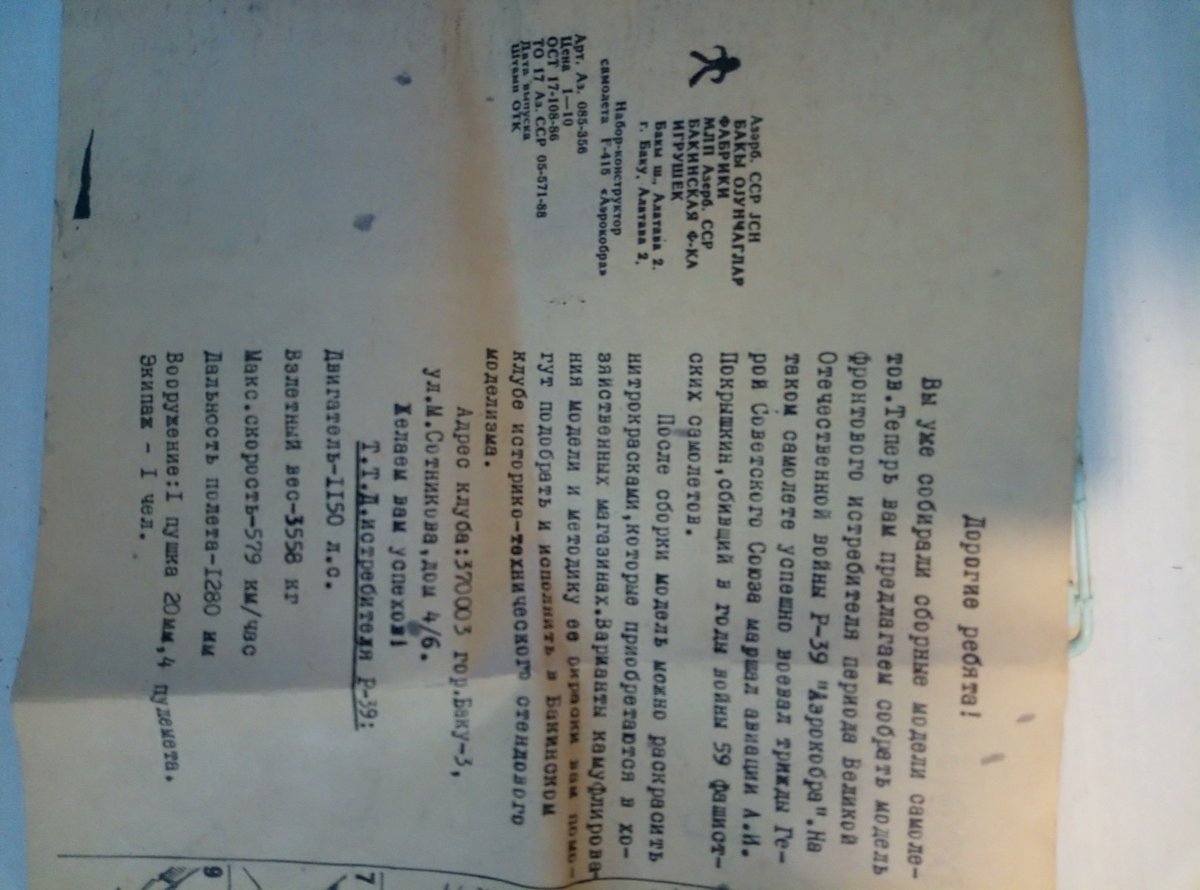 Азәрб. ССР ЈСН
БАКЫ ОЈУНЧАГЛАР
ФАБРИКИ
МЛП Азерб. ССР
БАКИНСКАЯ Ф-КА
ИГРУШЕК
Бакы ш., Алатава 2.
г. Баку, Алатава 2.
Набор-конструктор
самолета F-41б «Аэрокобра»
Арт. Аз. 085-356
Цена 1—10
ОСТ 17-108-86
ТО 17 Аз. ССР 05-571-88
Дата выпуска
Штамп ОТК
Дорогие ребята!
Вы уже собирали сборные модели самоле-
тов.Теперь вам предлагаем собрать модель
фронтового истребителя периода Великой
Отечественной войны Р-39 "Аэрокобра".На
таком самолете успешно воевал трижды Ге-
рой Советского Союза маршал авиации А.И.
Покрышкин,сбивший в годы войны 59 фашист-
ских самолетов.
После сборки модель можно раскрасить
нитрокрасками,которые приобретаются в хо-
зяйственных магазинах.Варианты камуфлирова-
ния модели и методику ее окраски вам помо-
гут подобрать и исполнить в Бакинском
клубе историко-технического стендового
моделизма.
Адрес клуба:370003 гор.Баку-3,
ул.М.Сотникова,дом 4/6.
Желаем вам успехов!
Т.Т.Д.истребителя Р-39:
Двигатель-1150 л.с.
Взлетный вес-3558 кг
Макс.скорость-579 км/час
Дальность полета-1280 км
Вооружение:I пушка 20мм,4 пулемета.
Экипаж - I чел.
7
9